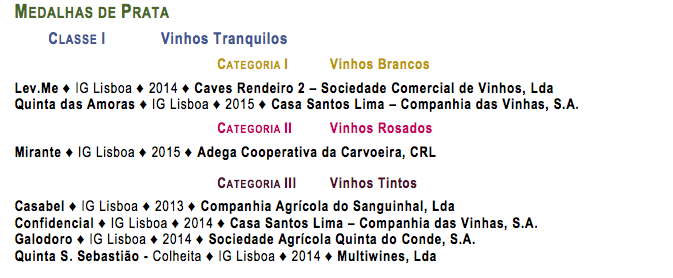 MEDALHAS DE PRATA
CLASSE I Vinhos Tranquilos
CATEGORIA I Vinhos Brancos
Lev.Me ♦ IG Lisboa ♦ 2014 ♦ Caves Rendeiro 2 – Sociedade Comercial de Vinhos, Lda
Quinta das Amoras ♦ IG Lisboa ♦ 2015 ♦ Casa Santos Lima – Companhia das Vinhas, S.A.
CATEGORIA II Vinhos Rosados
Mirante ♦ IG Lisboa ♦ 2015 ♦ Adega Cooperativa da Carvoeira, CRL
CATEGORIA III Vinhos Tintos
Casabel ♦ IG Lisboa ♦ 2013 ♦ Companhia Agrícola do Sanguinhal, Lda
Confidencial ♦ IG Lisboa ♦ 2014 ♦ Casa Santos Lima – Companhia das Vinhas, S.A.
Galodoro ♦ IG Lisboa ♦ 2014 ♦ Sociedade Agrícola Quinta do Conde, S.A.
Quinta S. Sebastião - Colheita ♦ IG Lisboa ♦ 2014 ♦ Multiwines, Lda